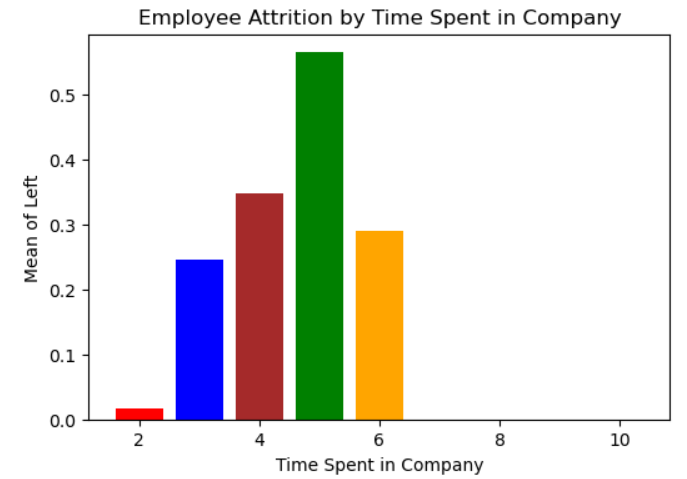 Employee Attrition by Time Spent in Company
0.5
0.4
0.3
0.2
0.1
0.0
Mean of Left
2 4 6 8 10
Time Spent in Company